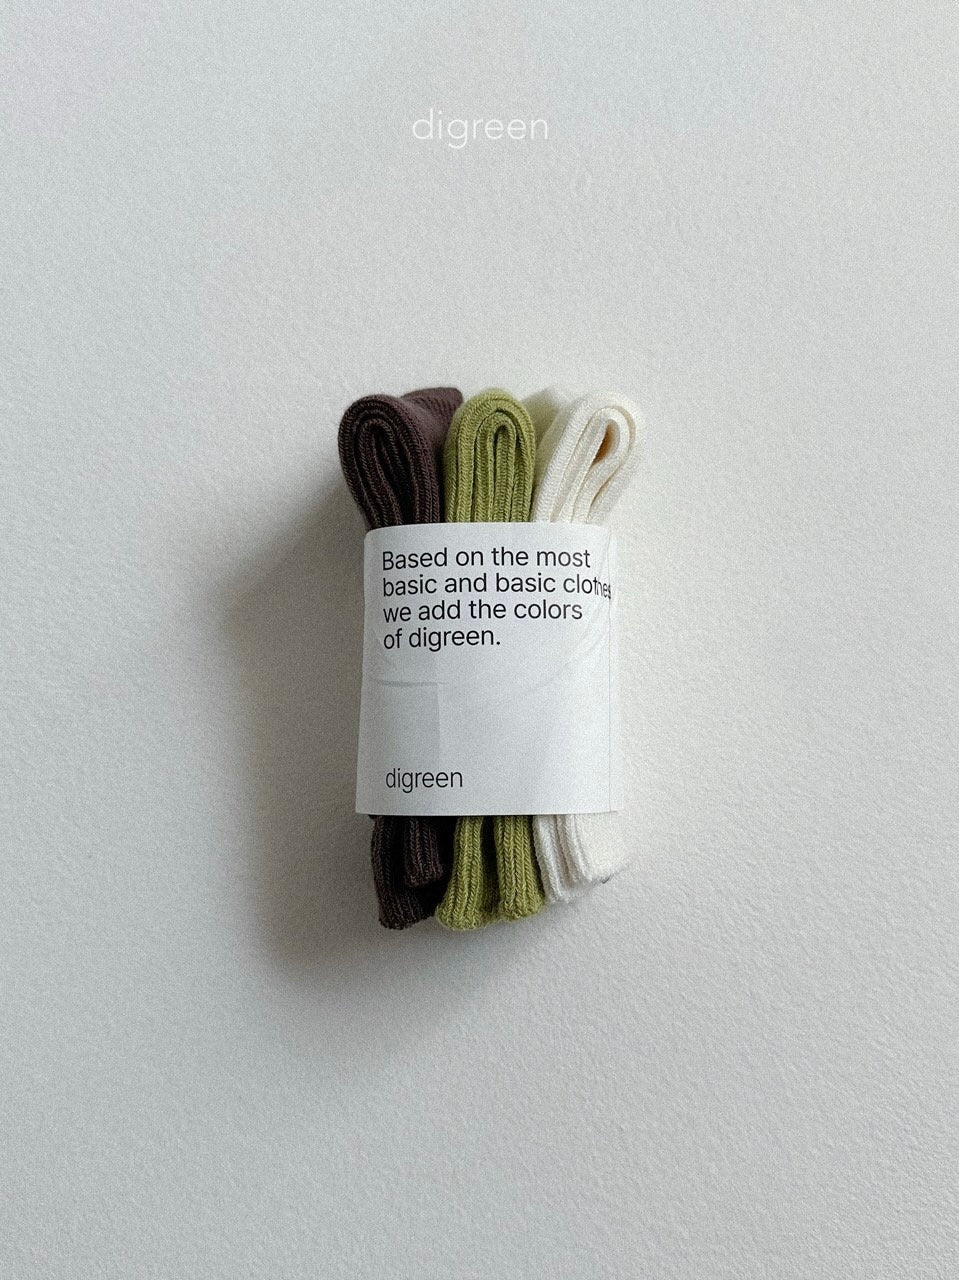 digreen
Based on the most
basic and basic clothes
we add the colors
of digreen.
digreen